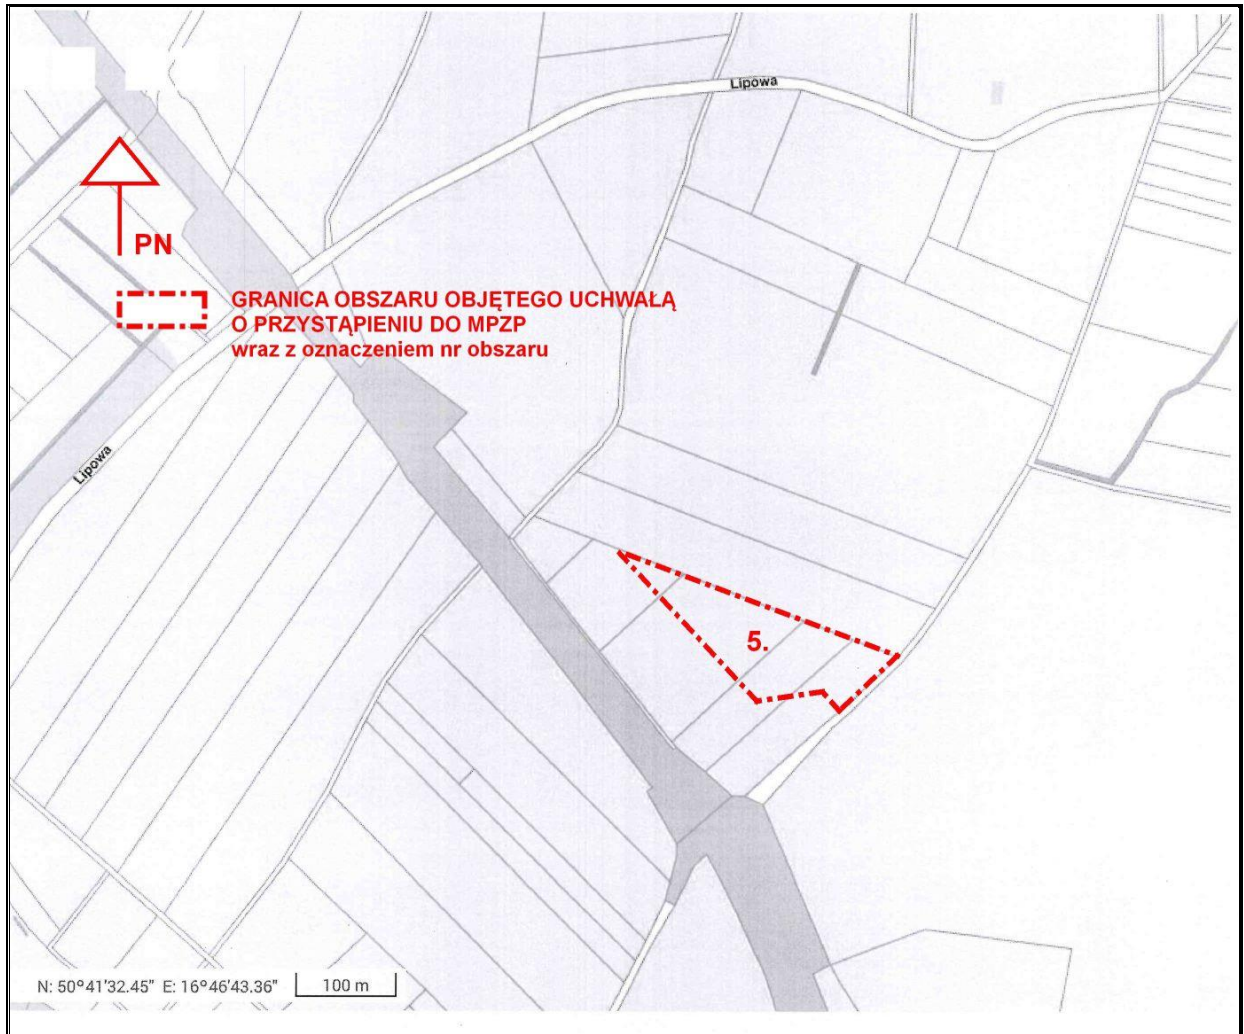 Lipowa
PN
GRANICA OBSZARU OBJĘTEGO UCHWAŁĄ
O PRZYSTĄPIENIU DO MPZP
wraz z oznaczeniem nr obszaru
Lipowa
5.
N: 50°41'32.45" E: 16°46'43.36" 100 m